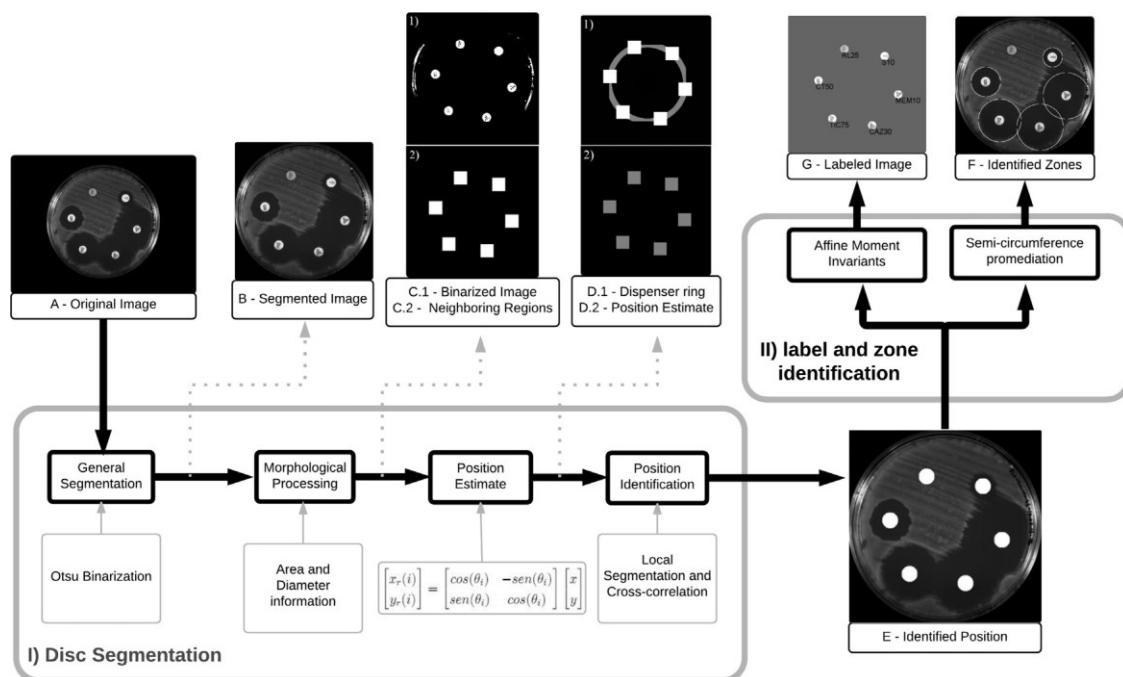 1)
2)
1)
2)
RL25
S10
CT50
MEM10
TIC75
CAZ30
G - Labeled Image
F - Identified Zones
A - Original Image
B - Segmented Image
C.1 - Binarized Image
C.2 - Neighboring Regions
D.1 - Dispenser ring
D.2 - Position Estimate
Affine Moment
Invariants
Semi-circumference
promediation
II) label and zone
identification
General
Segmentation
Morphological
Processing
Position
Estimate
Position
Identification
Otsu Binarization
Area and
Diameter
information
[x_r(i)] = [cos(θ_i) −sen(θ_i)] [x]
[y_r(i)] [sen(θ_i) cos(θ_i)] [y]
Local
Segmentation and
Cross-correlation
E - Identified Position
I) Disc Segmentation